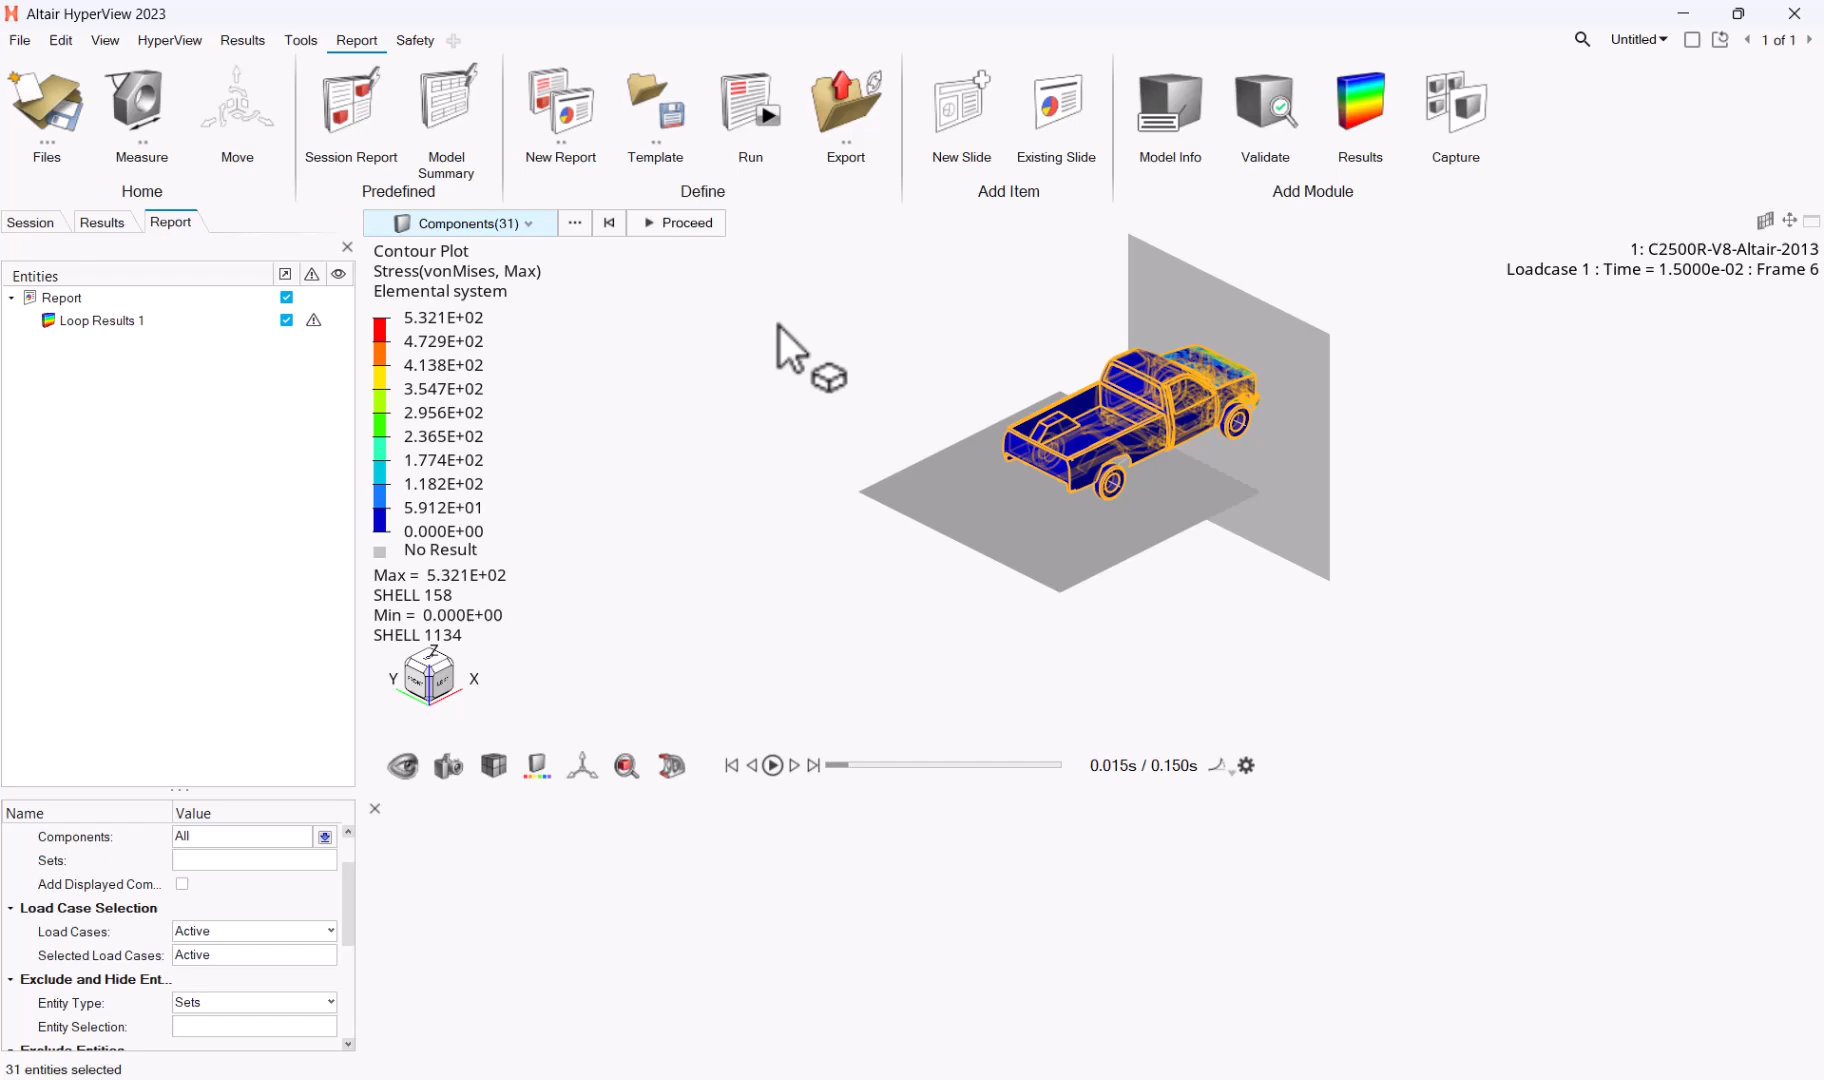 Altair HyperView 2023
File Edit View HyperView Results Tools Report Safety
Untitled 1 of 1
Files Measure Move Session Report Model Summary New Report Template Run Export New Slide Existing Slide Model Info Validate Results Capture
Home Predefined Define Add Item Add Module
Session Results Report
Components(31) ... Proceed
Entities
Report
Loop Results 1
Contour Plot
Stress(vonMises, Max)
Elemental system
5.321E+02
4.729E+02
4.138E+02
3.547E+02
2.956E+02
2.365E+02
1.774E+02
1.182E+02
5.912E+01
0.000E+00
No Result
Max = 5.321E+02
SHELL 158
Min = 0.000E+00
SHELL 1134
Z
Y X
1: C2500R-V8-Altair-2013
Loadcase 1 : Time = 1.5000e-02 : Frame 6
0.015s / 0.150s
Name Value
Components: All
Sets:
Add Displayed Com...
Load Case Selection
Load Cases: Active
Selected Load Cases: Active
Exclude and Hide Ent...
Entity Type: Sets
Entity Selection:
Exclude Entities
31 entities selected